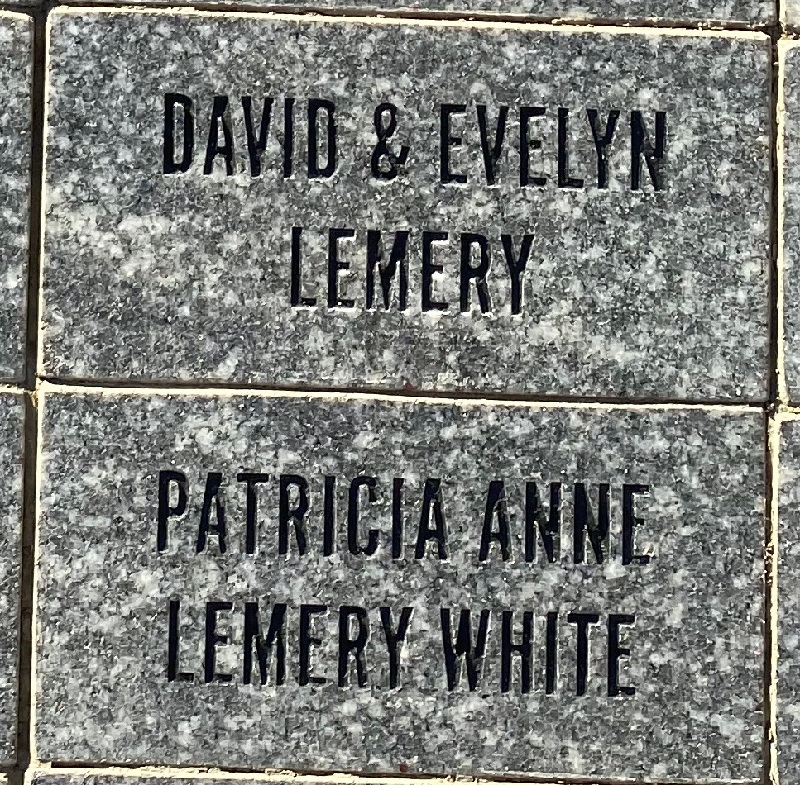 DAVID & EVELYN
LEMERY
PATRICIA ANNE
LEMERY WHITE